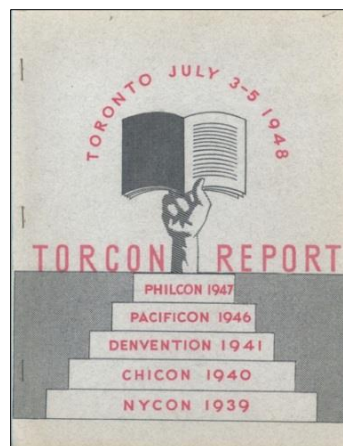 TORONTO JULY 3-5 1948
TORCON REPORT
PHILCON 1947
PACIFICON 1946
DENVENTION 1941
CHICON 1940
NYCON 1939